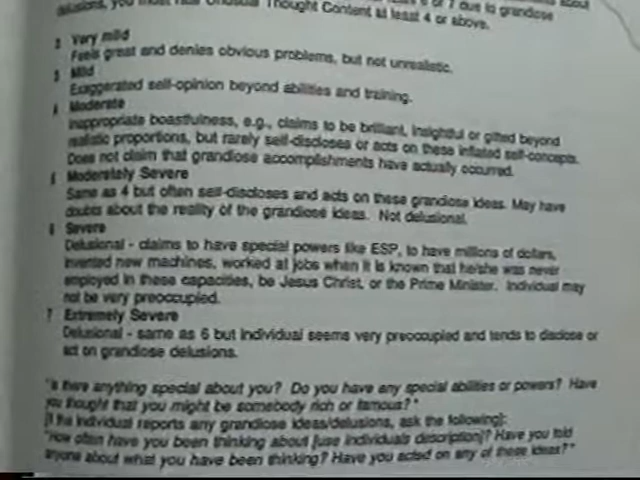 delusions, you must rate Unusual Thought Content at least 4 or above.
2 Very mild
Feels great and denies obvious problems, but not unrealistic.
3 Mild
Exaggerated self-opinion beyond abilities and training.
4 Moderate
Inappropriate boastfulness, e.g., claims to be brilliant, insightful or gifted beyond
realistic proportions, but rarely self-discloses or acts on these inflated self-concepts.
Does not claim that grandiose accomplishments have actually occurred.
5 Moderately Severe
Same as 4 but often self-discloses and acts on these grandiose ideas. May have
doubts about the reality of the grandiose ideas. Not delusional.
6 Severe
Delusional - claims to have special powers like ESP, to have millions of dollars,
invented new machines, worked at jobs when it is known that he/she was never
employed in these capacities, be Jesus Christ, or the Prime Minister. Individual may
not be very preoccupied.
7 Extremely Severe
Delusional - same as 6 but individual seems very preoccupied and tends to disclose or
act on grandiose delusions.
"Is there anything special about you? Do you have any special abilities or powers? Have
you thought that you might be somebody rich or famous?"
[If the individual reports any grandiose ideas/delusions, ask the following]:
"How often have you been thinking about [use individuals description]? Have you told
anyone about what you have been thinking? Have you acted on any of these ideas?"